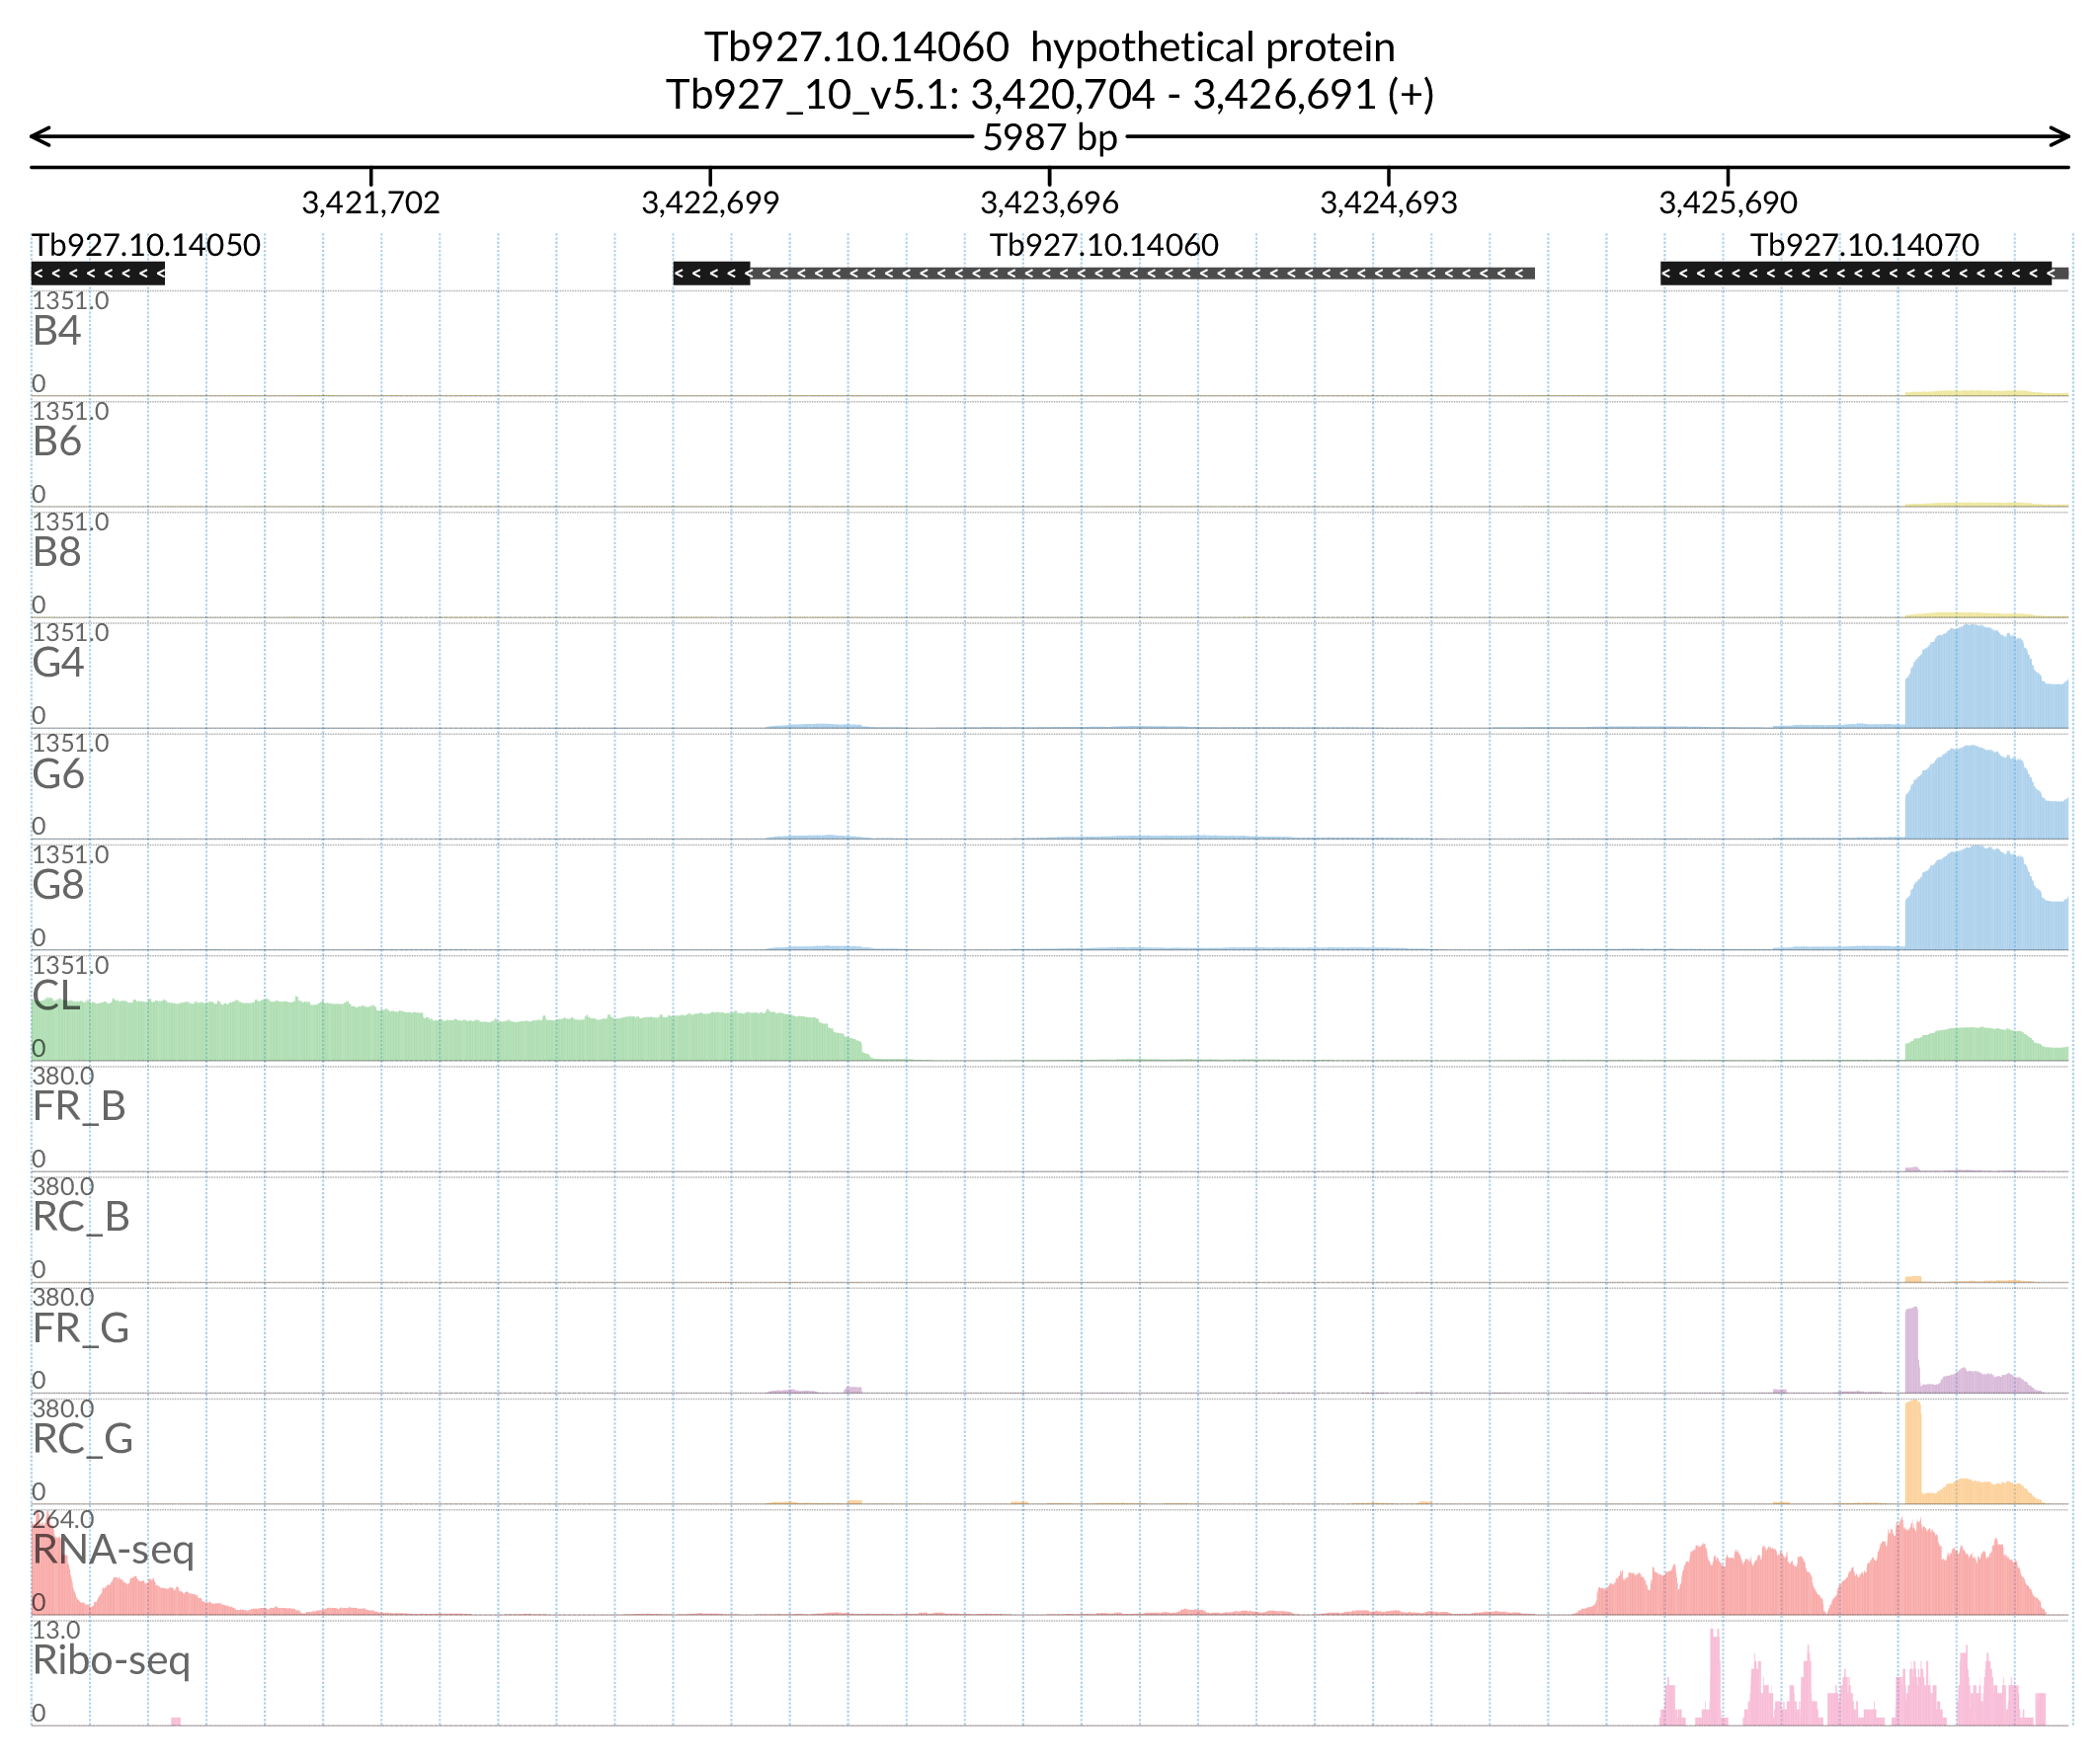 Tb927.10.14060 hypothetical protein
Tb927_10_v5.1: 3,420,704 - 3,426,691 (+)
5987 bp
3,421,702 3,422,699 3,423,696 3,424,693 3,425,690
Tb927.10.14050 Tb927.10.14060 Tb927.10.14070
1351.0
B4
0
1351.0
B6
0
1351.0
B8
0
1351.0
G4
0
1351.0
G6
0
1351.0
G8
0
1351.0
CL
0
380.0
FR_B
0
380.0
RC_B
0
380.0
FR_G
0
380.0
RC_G
0
264.0
RNA-seq
0
13.0
Ribo-seq
0